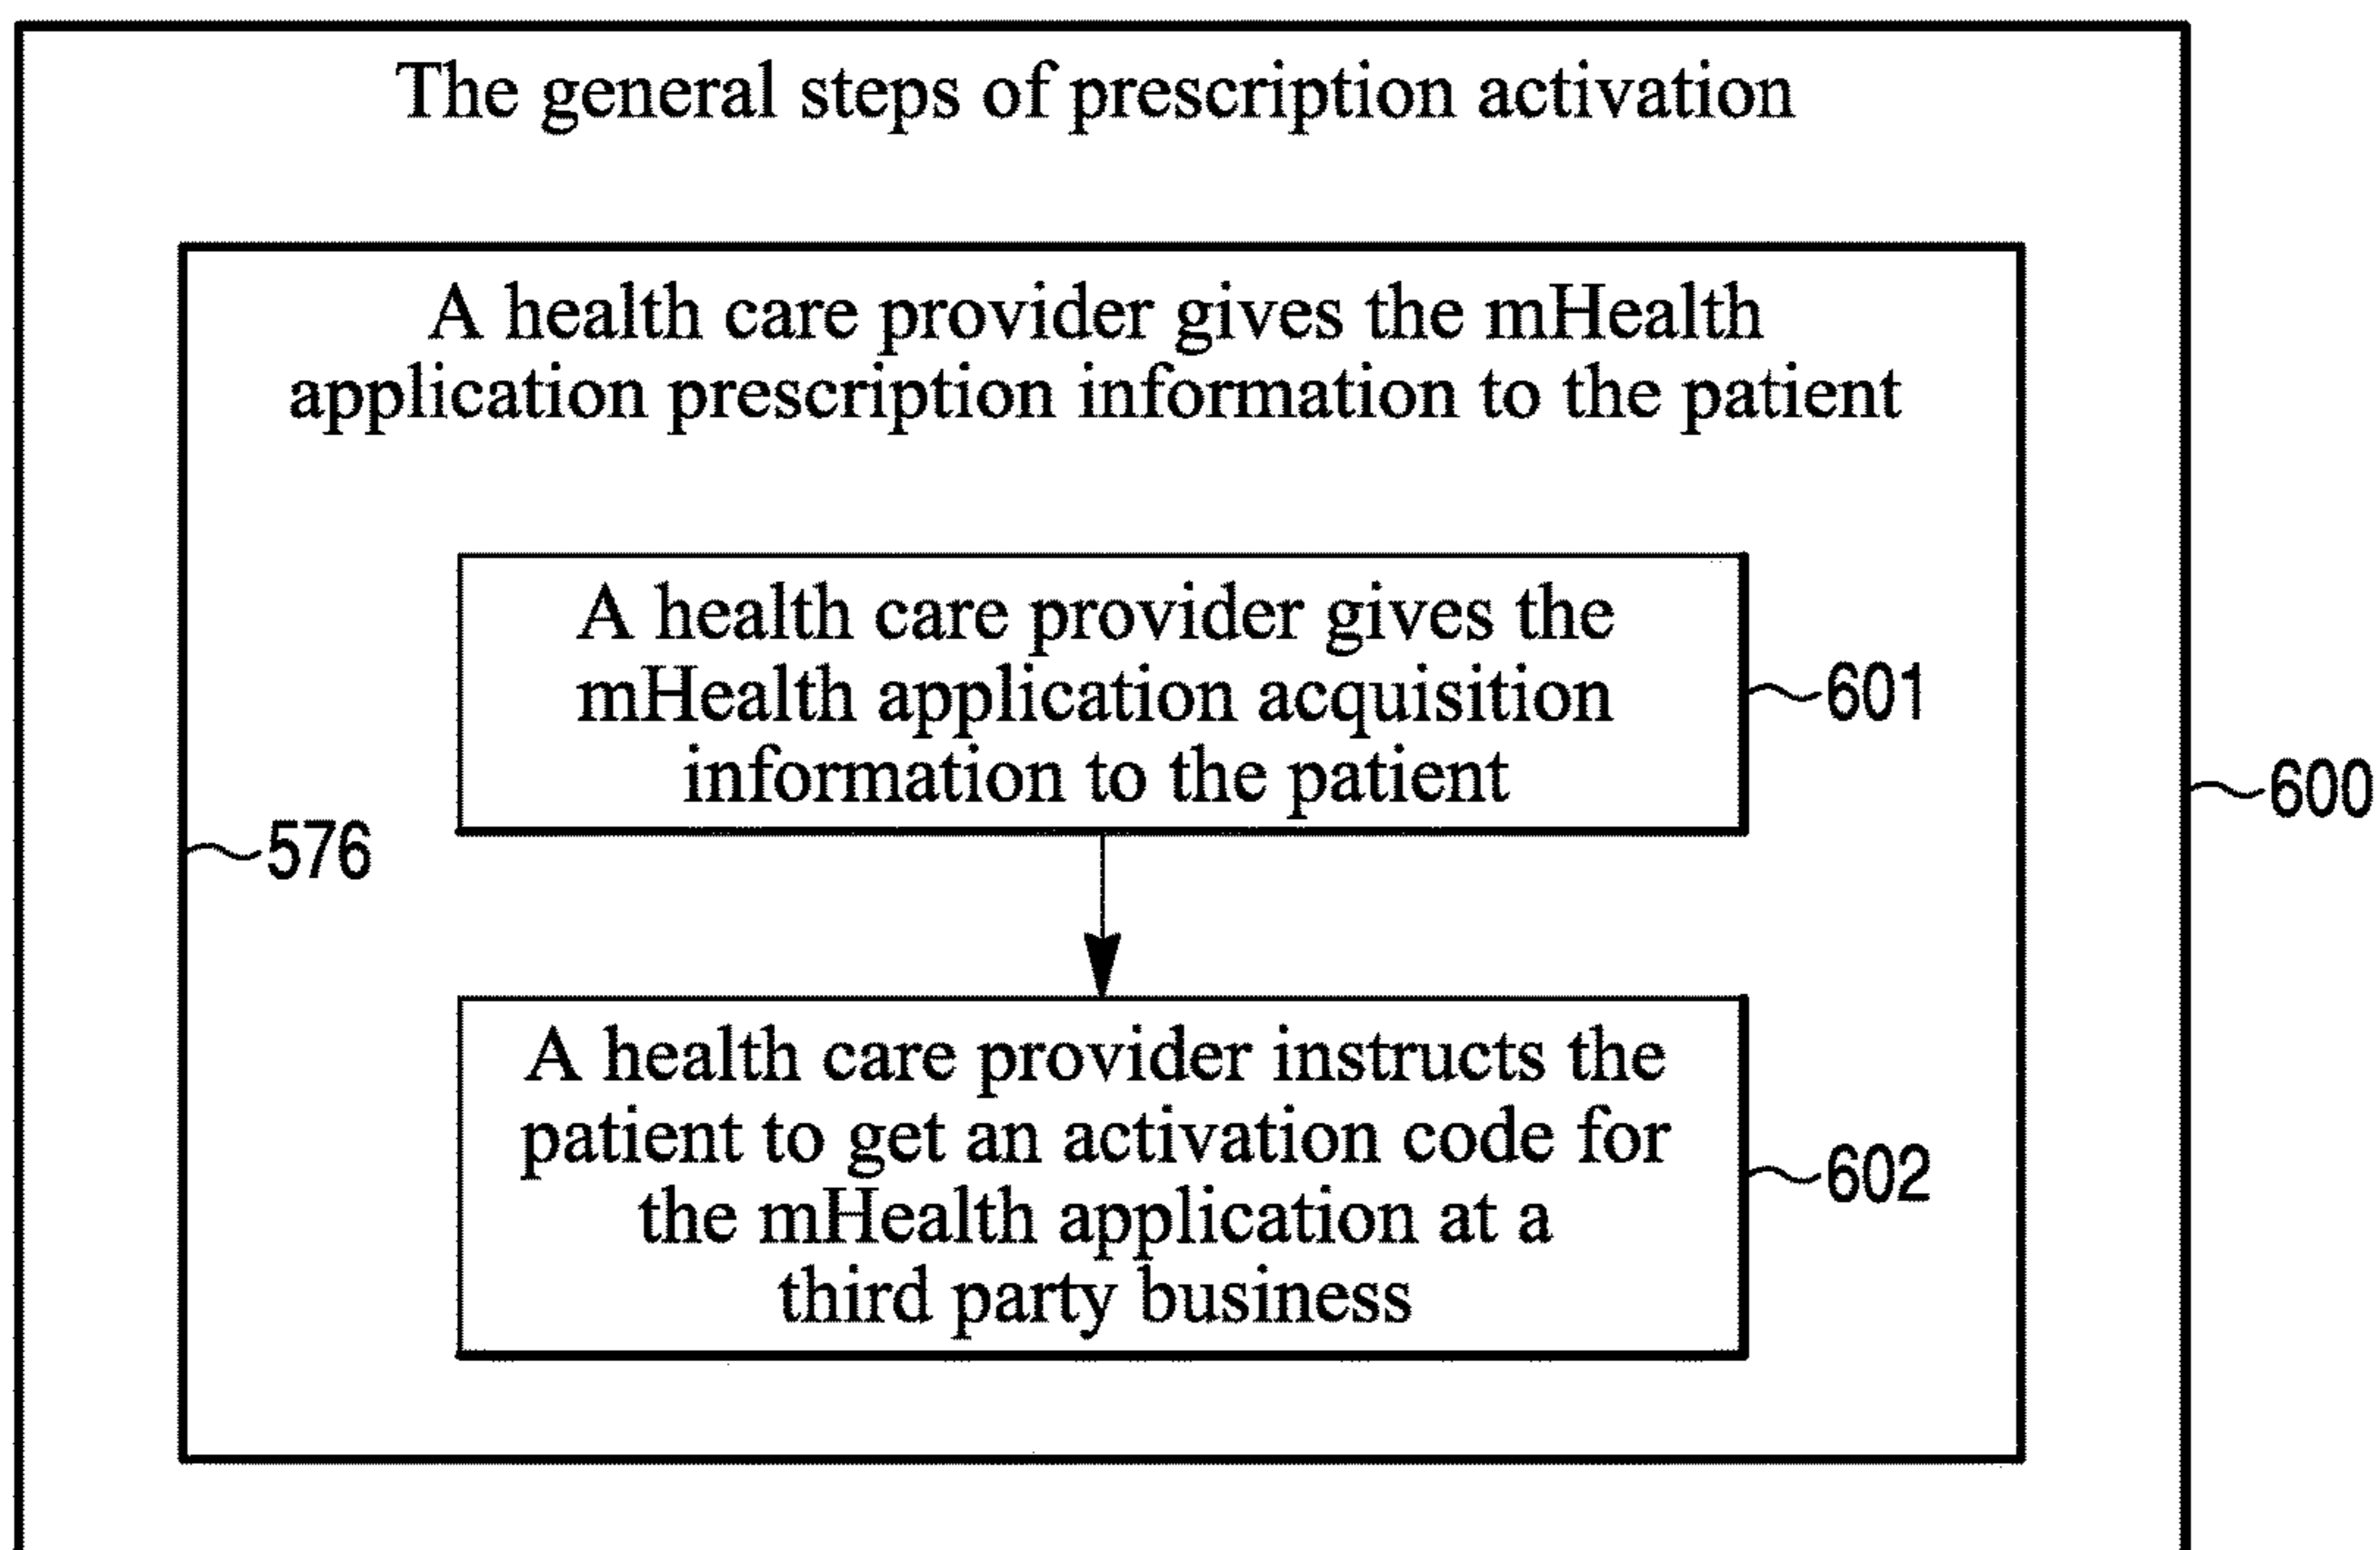 The general steps of prescription activation
A health care provider gives the mHealth
application prescription information to the patient
A health care provider gives the
mHealth application acquisition
information to the patient
601
600
576
A health care provider instructs the
patient to get an activation code for
the mHealth application at a
third party business
602